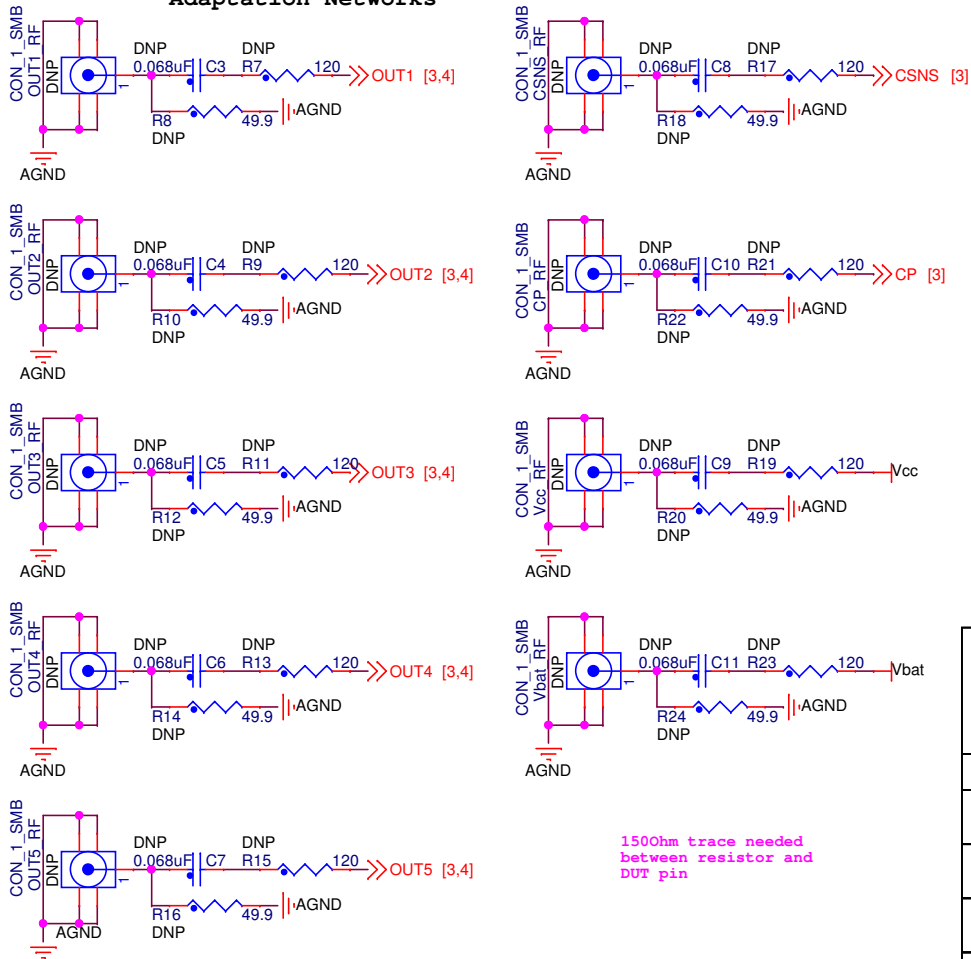 Adaptation Networks
CON_1_SMB
OUT1_RF
DNP
1
DNP
0.068uF
C3
DNP
R7
120
OUT1 [3,4]
R8
DNP
49.9
AGND
AGND
CON_1_SMB
CSNS_RF
DNP
1
DNP
0.068uF
C8
DNP
R17
120
CSNS [3]
R18
DNP
49.9
AGND
AGND
CON_1_SMB
OUT2_RF
DNP
1
DNP
0.068uF
C4
DNP
R9
120
OUT2 [3,4]
R10
DNP
49.9
AGND
AGND
CON_1_SMB
CP_RF
DNP
1
DNP
0.068uF
C10
DNP
R21
120
CP [3]
R22
DNP
49.9
AGND
AGND
CON_1_SMB
OUT3_RF
DNP
1
DNP
0.068uF
C5
DNP
R11
120
OUT3 [3,4]
R12
DNP
49.9
AGND
AGND
CON_1_SMB
Vcc_RF
DNP
1
DNP
0.068uF
C9
DNP
R19
120
Vcc
R20
DNP
49.9
AGND
AGND
CON_1_SMB
OUT4_RF
DNP
1
DNP
0.068uF
C6
DNP
R13
120
OUT4 [3,4]
R14
DNP
49.9
AGND
AGND
CON_1_SMB
Vbat_RF
DNP
1
DNP
0.068uF
C11
DNP
R23
120
Vbat
R24
DNP
49.9
AGND
AGND
CON_1_SMB
OUT5_RF
DNP
1
DNP
0.068uF
C7
DNP
R15
120
OUT5 [3,4]
R16
DNP
49.9
AGND
AGND
150Ohm trace needed
between resistor and
DUT pin